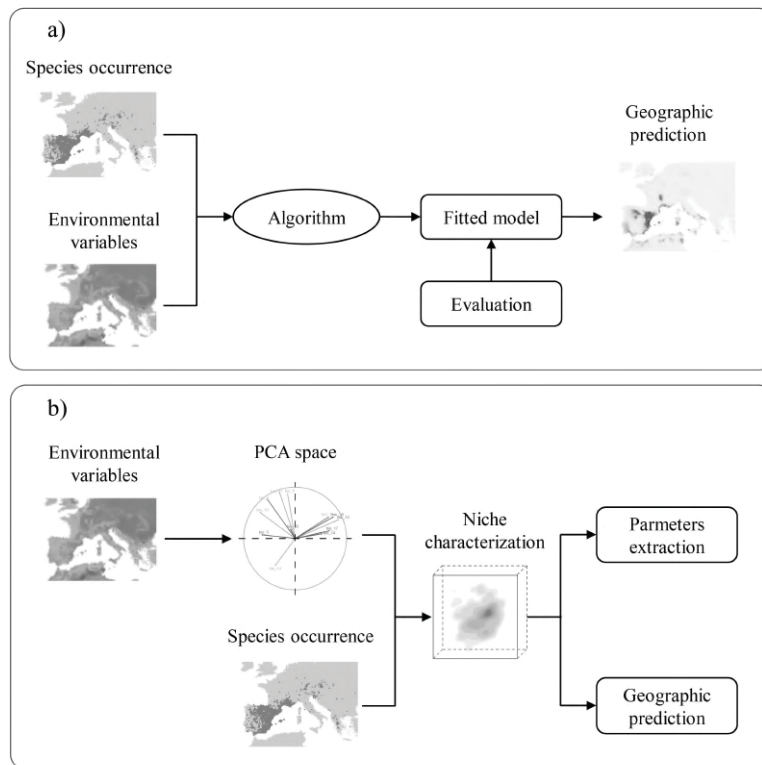 a)
Species occurrence
Environmental
variables
Algorithm
Fitted model
Evaluation
Geographic
prediction
b)
Environmental
variables
PCA space
Species occurrence
Niche
characterization
Parmeters
extraction
Geographic
prediction